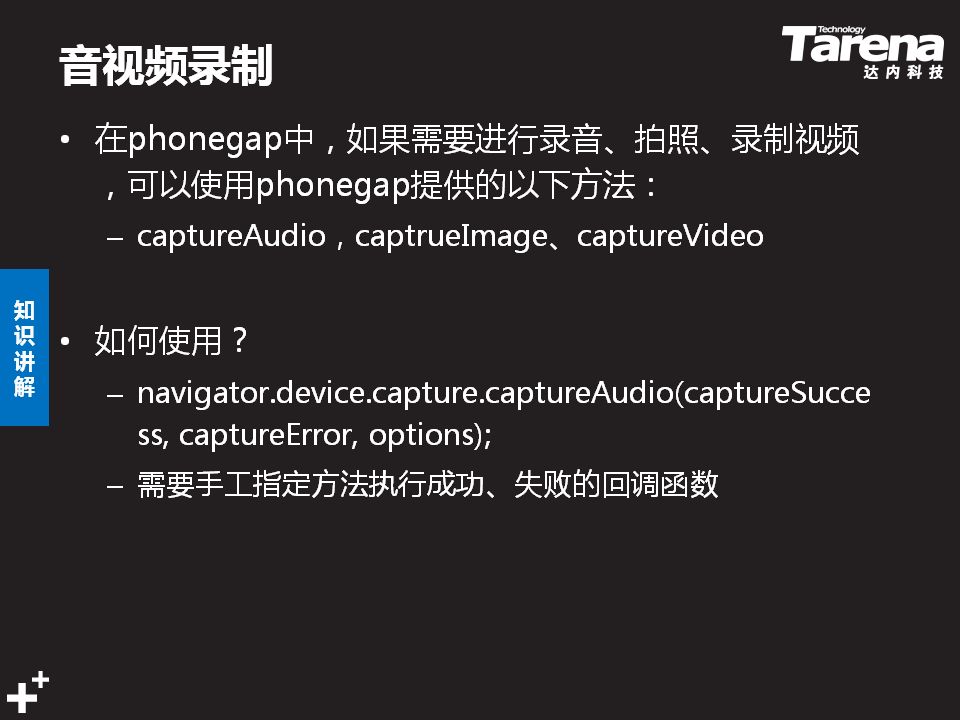 音视频录制
Technology
Tarena
达内科技
• 在phonegap中，如果需要进行录音、拍照、录制视频
，可以使用phonegap提供的以下方法：
– captureAudio，captrueImage、captureVideo
知识讲解
• 如何使用？
– navigator.device.capture.captureAudio(captureSucce
ss, captureError, options);
– 需要手工指定方法执行成功、失败的回调函数